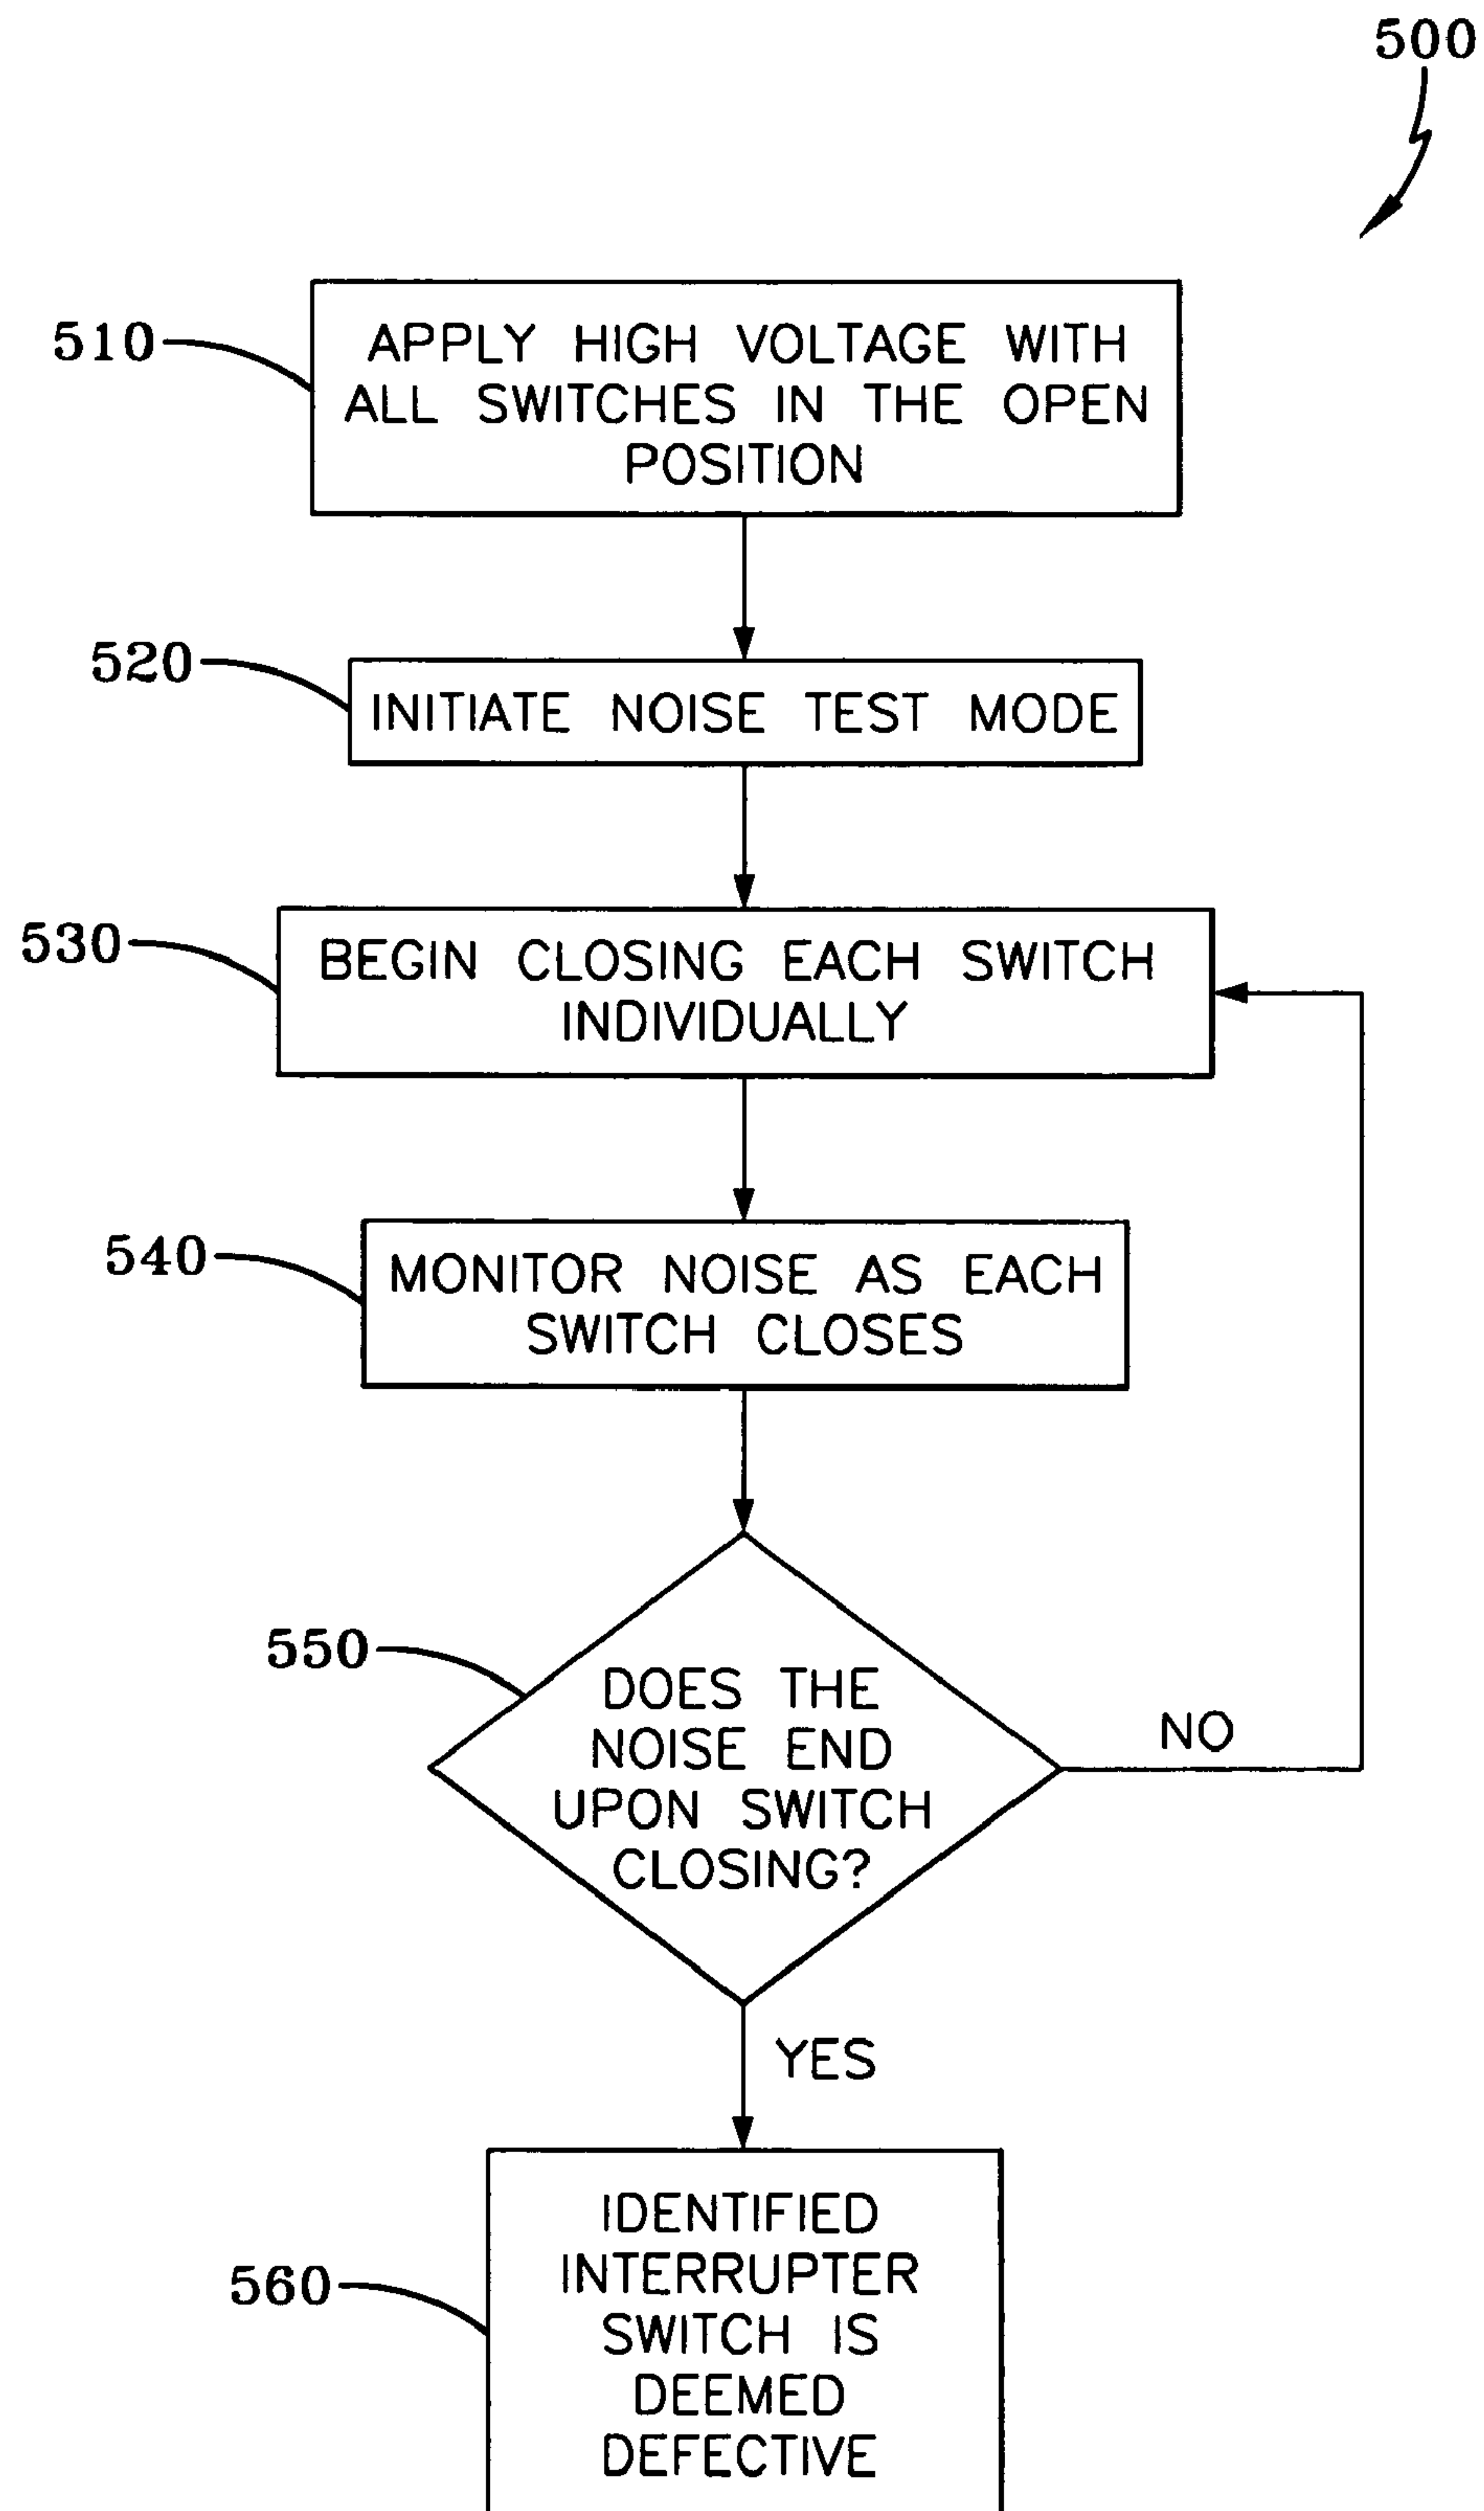 500
510
APPLY HIGH VOLTAGE WITH
ALL SWITCHES IN THE OPEN
POSITION
520
INITIATE NOISE TEST MODE
530
BEGIN CLOSING EACH SWITCH
INDIVIDUALLY
540
MONITOR NOISE AS EACH
SWITCH CLOSES
550
DOES THE
NOISE END
UPON SWITCH
CLOSING?
NO
YES
560
IDENTIFIED
INTERRUPTER
SWITCH IS
DEEMED
DEFECTIVE